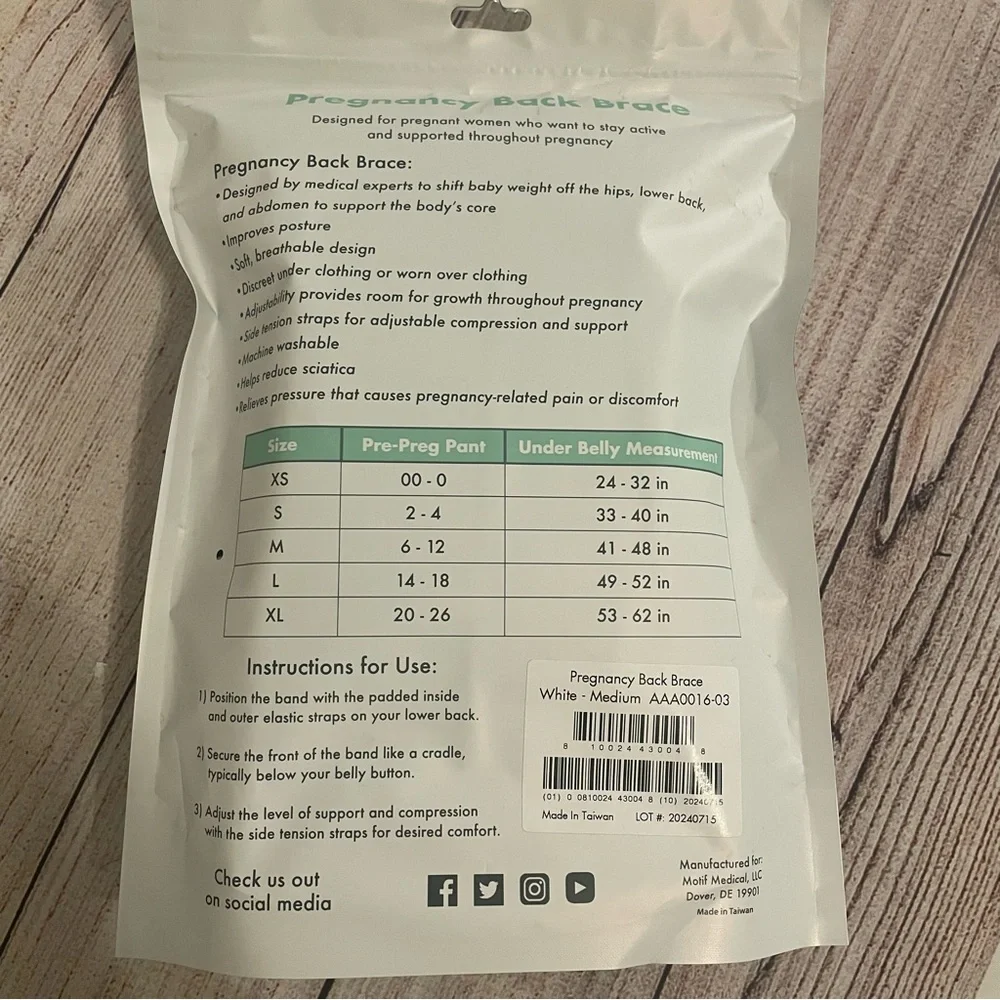 Pregnancy Back Brace
Designed for pregnant women who want to stay active
and supported throughout pregnancy
Pregnancy Back Brace:
•Designed by medical experts to shift baby weight off the hips, lower back,
and abdomen to support the body's core
•Improves posture
•Soft, breathable design
•Discreet under clothing or worn over clothing
•Adjustability provides room for growth throughout pregnancy
•Side tension straps for adjustable compression and support
•Machine washable
•Helps reduce sciatica
•Relieves pressure that causes pregnancy-related pain or discomfort
Size Pre-Preg Pant Under Belly Measurement
XS 00 - 0 24 - 32 in
S 2 - 4 33 - 40 in
M 6 - 12 41 - 48 in
L 14 - 18 49 - 52 in
XL 20 - 26 53 - 62 in
Instructions for Use:
1) Position the band with the padded inside
and outer elastic straps on your lower back.
2) Secure the front of the band like a cradle,
typically below your belly button.
3) Adjust the level of support and compression
with the side tension straps for desired comfort.
Pregnancy Back Brace
White - Medium AAA0016-03
8 10024 43004 8
(01) 0 0810024 43004 8 (10) 20240715
Made In Taiwan LOT #: 20240715
Check us out
on social media
Manufactured for:
Motif Medical, LLC
Dover, DE 19901
Made in Taiwan